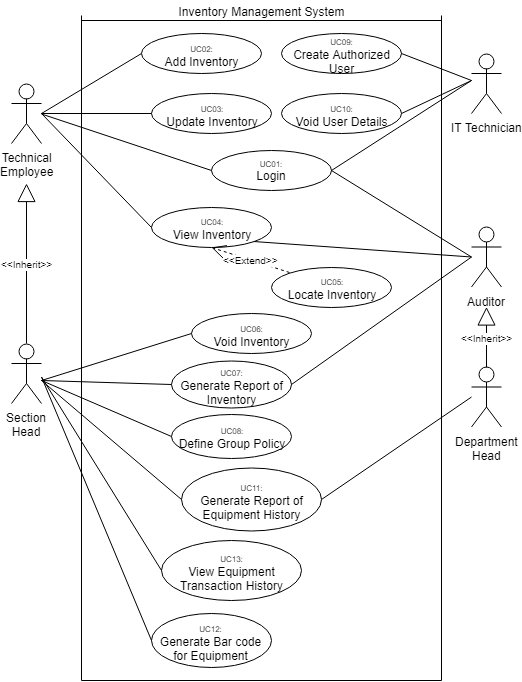 Inventory Management System
UC02:
Add Inventory
UC09:
Create Authorized
User
UC03:
Update Inventory
UC10:
Void User Details
IT Technician
Technical
Employee
UC01:
Login
UC04:
View Inventory
<<Extend>>
<<Inherit>>
UC05:
Locate Inventory
Auditor
UC06:
Void Inventory
<<Inherit>>
UC07:
Generate Report of
Inventory
Section
Head
UC08:
Define Group Policy
Department
Head
UC11:
Generate Report of
Equipment History
UC13:
View Equipment
Transaction History
UC12:
Generate Bar code
for Equipment